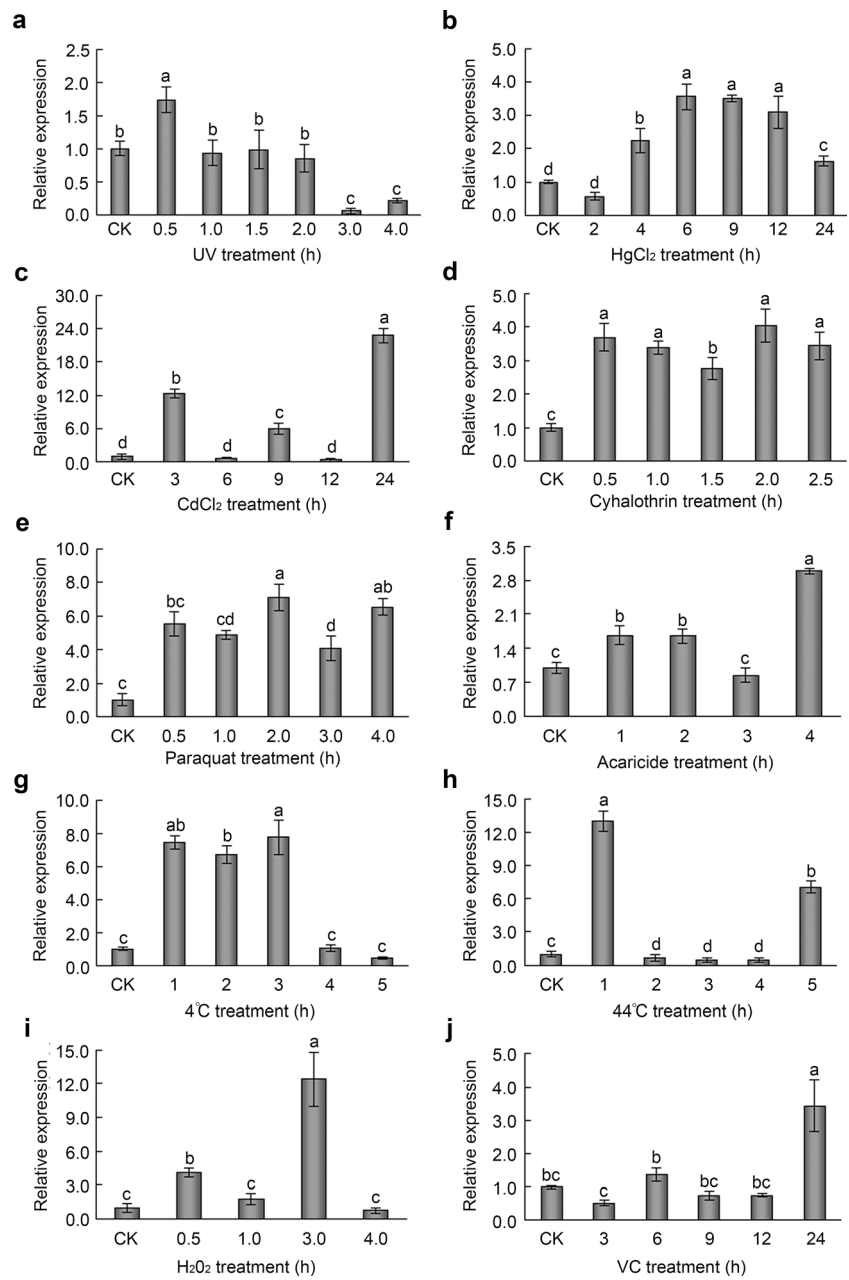 a
Relative expression
2.5
2.0
1.5
1.0
0.5
0.0
b a b b b c c
CK 0.5 1.0 1.5 2.0 3.0 4.0
UV treatment (h)
b
Relative expression
5.0
4.0
3.0
2.0
1.0
0.0
d d b a a a c
CK 2 4 6 9 12 24
HgCl₂ treatment (h)
c
Relative expression
30.0
24.0
18.0
12.0
6.0
0.0
d b d c d a
CK 3 6 9 12 24
CdCl₂ treatment (h)
d
Relative expression
5.0
4.0
3.0
2.0
1.0
0.0
c a a b a a
CK 0.5 1.0 1.5 2.0 2.5
Cyhalothrin treatment (h)
e
Relative expression
10.0
8.0
6.0
4.0
2.0
0.0
c bc cd a d ab
CK 0.5 1.0 2.0 3.0 4.0
Paraquat treatment (h)
f
Relative expression
3.5
2.8
2.1
1.4
0.7
0.0
c b b c a
CK 1 2 3 4
Acaricide treatment (h)
g
Relative expression
10.0
8.0
6.0
4.0
2.0
0.0
c ab b a c c
CK 1 2 3 4 5
4℃ treatment (h)
h
Relative expression
15.0
12.0
9.0
6.0
3.0
0.0
c a d d d b
CK 1 2 3 4 5
44℃ treatment (h)
i
Relative expression
15.0
12.0
9.0
6.0
3.0
0.0
c b c a c
CK 0.5 1.0 3.0 4.0
H₂0₂ treatment (h)
j
Relative expression
5.0
4.0
3.0
2.0
1.0
0.0
bc c b bc bc a
CK 3 6 9 12 24
VC treatment (h)